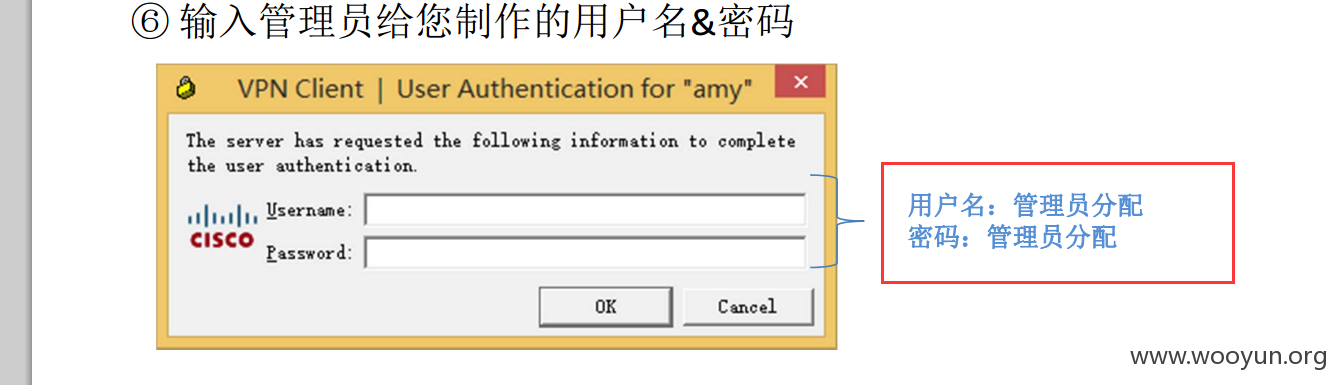 ⑥ 输入管理员给您制作的用户名&密码
VPN Client | User Authentication for "amy"
The server has requested the following information to complete
the user authentication.
CISCO
Username:
Password:
用户名：管理员分配
密码：管理员分配
OK
Cancel
www.wooyun.org